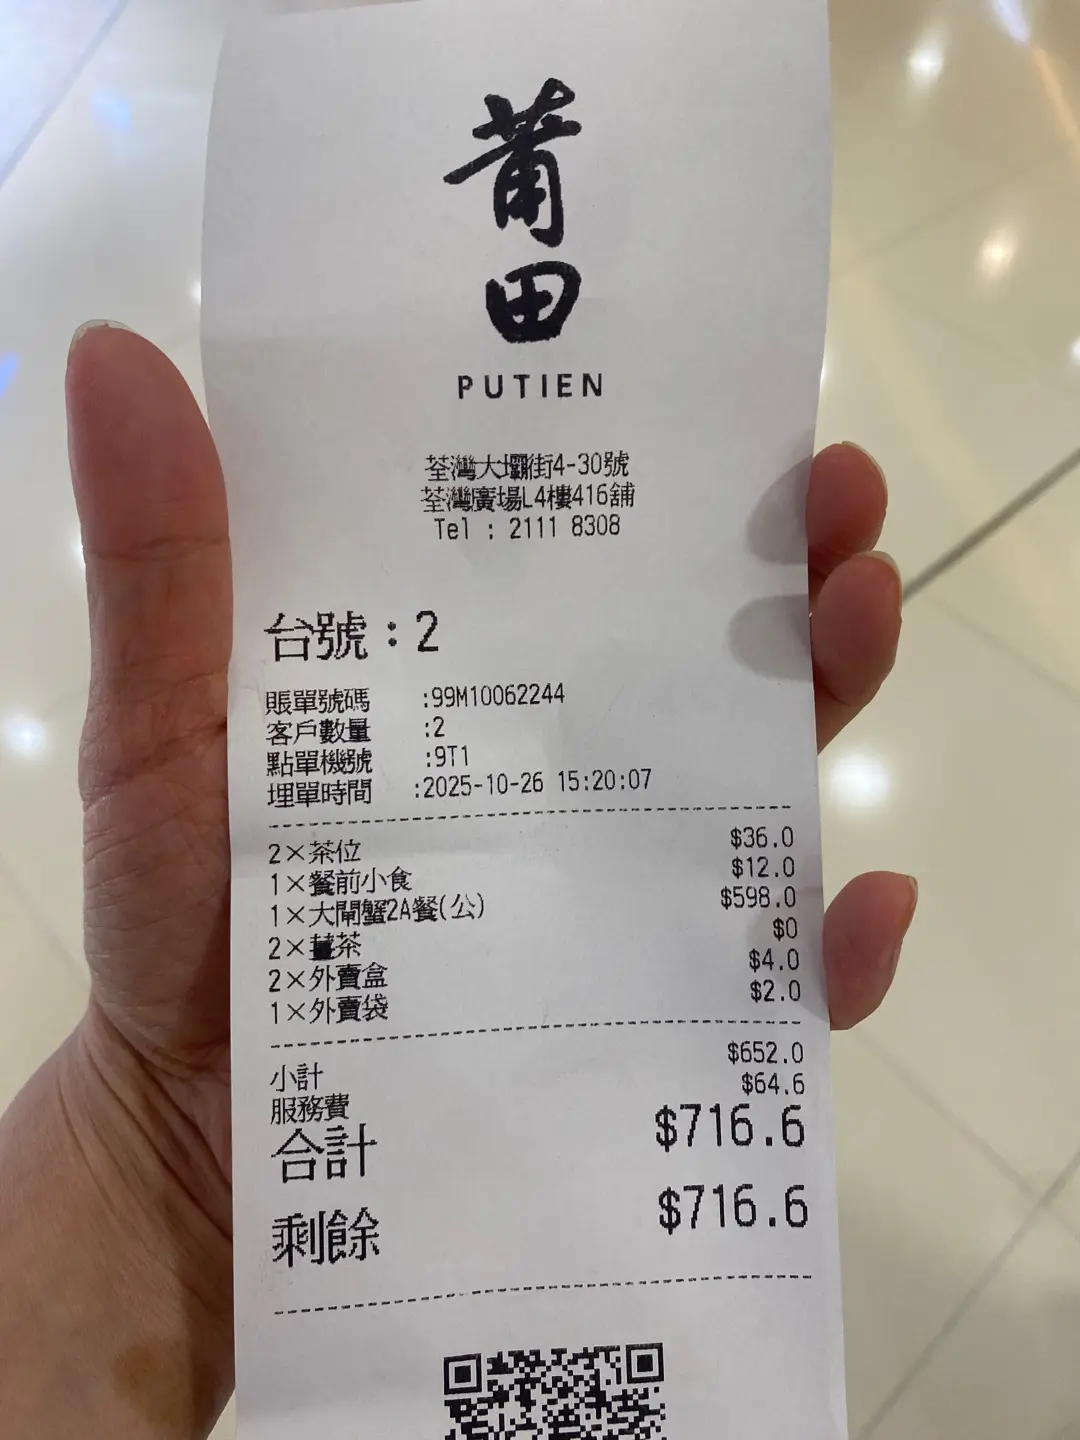 莆田
PUTIEN
荃灣大壩街4-30號
荃灣廣場L4樓416舖
Tel : 2111 8308
台號：2
賬單號碼 :99M10062244
客戶數量 :2
點單機號 :9T1
埋單時間 :2025-10-26 15:20:07
2×茶位 $36.0
1×餐前小食 $12.0
1×大閘蟹2A餐(公) $598.0
2×薑茶 $0
2×外賣盒 $4.0
1×外賣袋 $2.0
小計 $652.0
服務費 $64.6
合計 $716.6
剩餘 $716.6